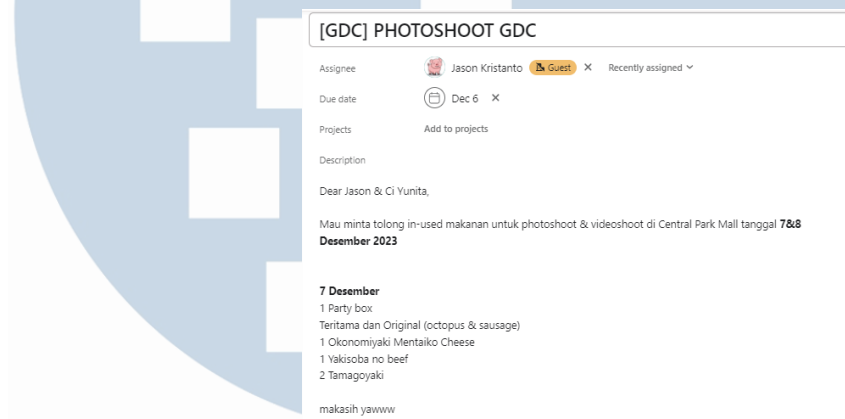 [GDC] PHOTOSHOOT GDC
Assignee Jason Kristanto Guest × Recently assigned
Due date Dec 6 ×
Projects Add to projects
Description
Dear Jason & Ci Yunita,
Mau minta tolong in-used makanan untuk photoshoot & videoshoot di Central Park Mall tanggal 7&8
Desember 2023
7 Desember
1 Party box
Teritama dan Original (octopus & sausage)
1 Okonomiyaki Mentaiko Cheese
1 Yakisoba no beef
2 Tamagoyaki
makasih yawww